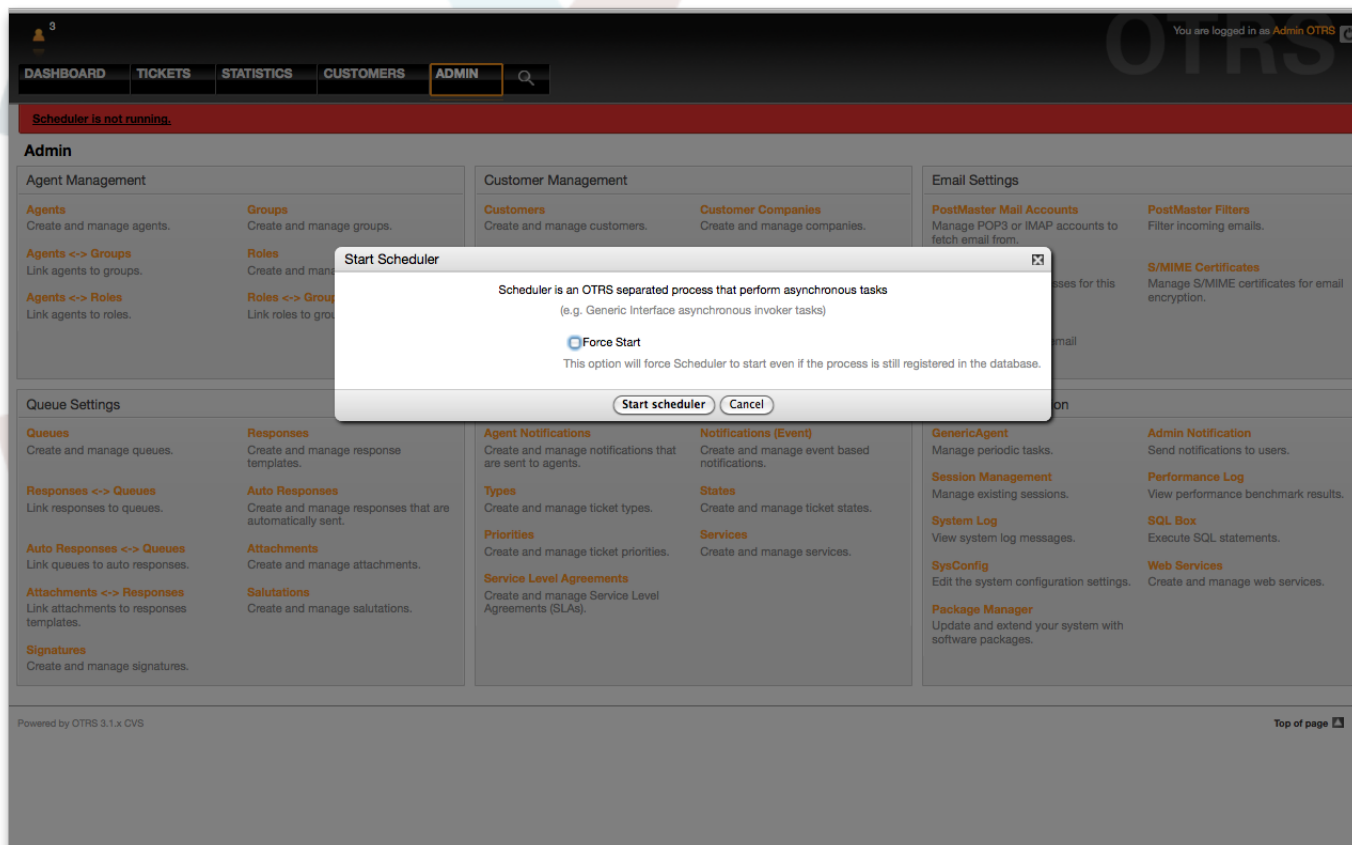 3
OTRS
You are logged in as Admin OTRS
DASHBOARD TICKETS STATISTICS CUSTOMERS ADMIN
Scheduler is not running.
Admin
Agent Management
Agents
Create and manage agents.
Groups
Create and manage groups.
Agents <-> Groups
Link agents to groups.
Roles
Create and mana
Agents <-> Roles
Link agents to roles.
Roles <-> Group
Link roles to grou
Customer Management
Customers
Create and manage customers.
Customer Companies
Create and manage companies.
Email Settings
PostMaster Mail Accounts
Manage POP3 or IMAP accounts to
fetch email from.
PostMaster Filters
Filter incoming emails.
sses for this
S/MIME Certificates
Manage S/MIME certificates for email
encryption.
email
Start Scheduler
Scheduler is an OTRS separated process that perform asynchronous tasks
(e.g. Generic Interface asynchronous invoker tasks)
Force Start
This option will force Scheduler to start even if the process is still registered in the database.
Start scheduler Cancel
Queue Settings
Queues
Create and manage queues.
Responses
Create and manage response
templates.
Responses <-> Queues
Link responses to queues.
Auto Responses
Create and manage responses that are
automatically sent.
Auto Responses <-> Queues
Link queues to auto responses.
Attachments
Create and manage attachments.
Attachments <-> Responses
Link attachments to responses
templates.
Salutations
Create and manage salutations.
Signatures
Create and manage signatures.
Agent Notifications
Create and manage notifications that
are sent to agents.
Notifications (Event)
Create and manage event based
notifications.
Types
Create and manage ticket types.
States
Create and manage ticket states.
Priorities
Create and manage ticket priorities.
Services
Create and manage services.
Service Level Agreements
Create and manage Service Level
Agreements (SLAs).
on
GenericAgent
Manage periodic tasks.
Admin Notification
Send notifications to users.
Session Management
Manage existing sessions.
Performance Log
View performance benchmark results.
System Log
View system log messages.
SQL Box
Execute SQL statements.
SysConfig
Edit the system configuration settings.
Web Services
Create and manage web services.
Package Manager
Update and extend your system with
software packages.
Powered by OTRS 3.1.x CVS
Top of page